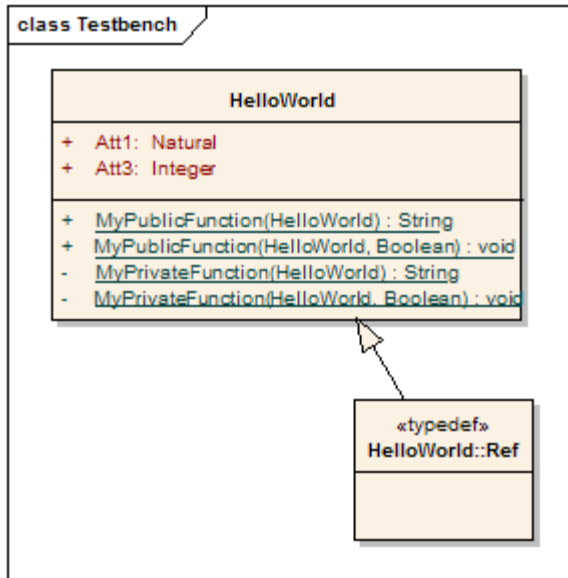 class Testbench
HelloWorld
+ Att1: Natural
+ Att3: Integer
+ MyPublicFunction(HelloWorld) : String
+ MyPublicFunction(HelloWorld, Boolean) : void
- MyPrivateFunction(HelloWorld) : String
- MyPrivateFunction(HelloWorld, Boolean) : void
«typedef»
HelloWorld::Ref